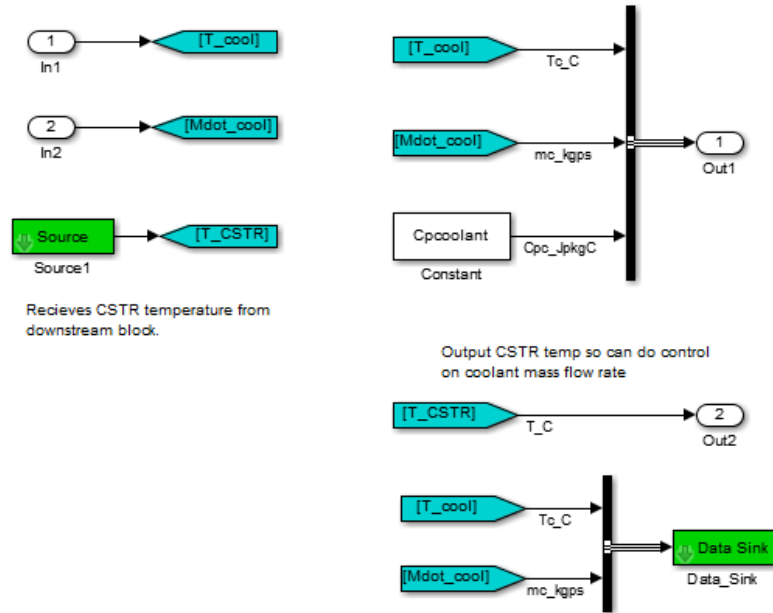 1
[T_cool]
In1
2
[Mdot_cool]
In2
Source
[T_CSTR]
Source1
Recieves CSTR temperature from
downstream block.
[T_cool]
Tc_C
[Mdot_cool]
mc_kgps
1
Out1
Cpcoolant
Cpc_JpkgC
Constant
Output CSTR temp so can do control
on coolant mass flow rate
[T_CSTR]
T_C
2
Out2
[T_cool]
Tc_C
Data Sink
Data_Sink
[Mdot_cool]
mc_kgps